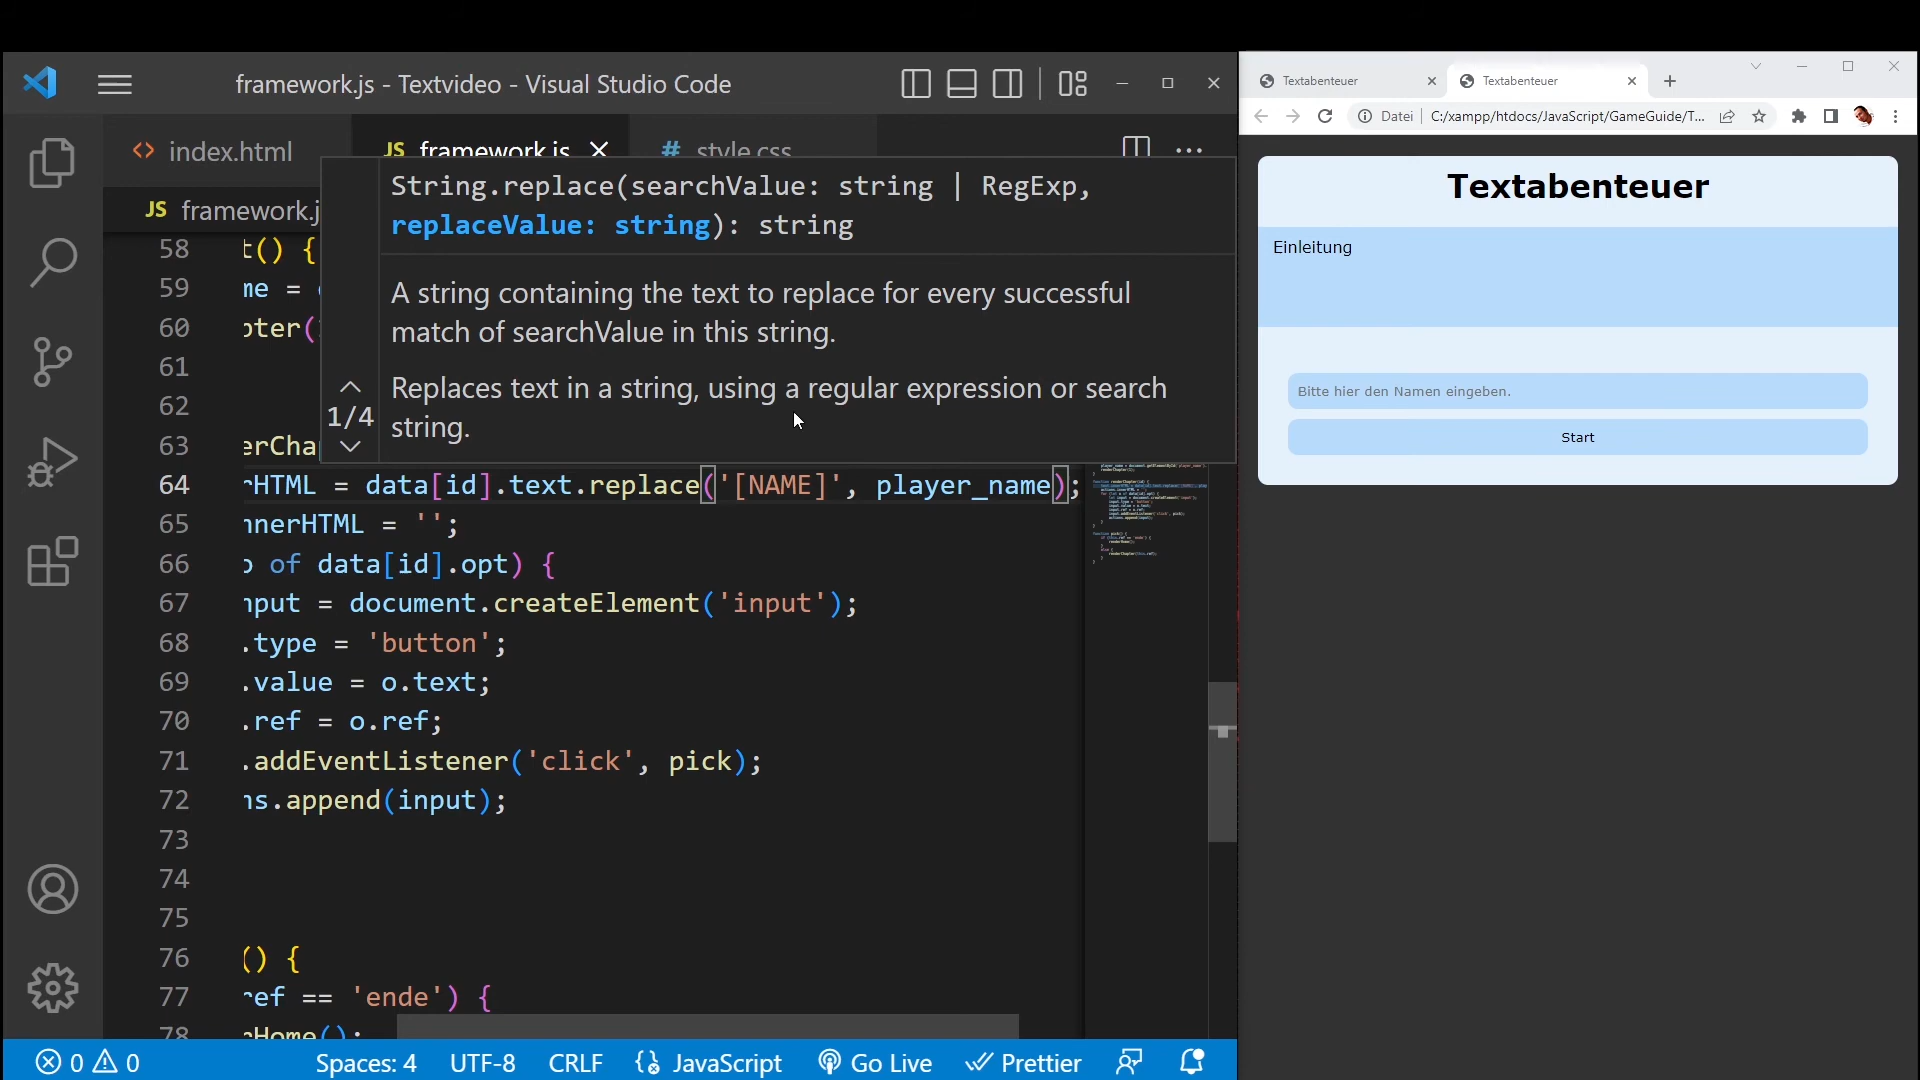 framework.js - Textvideo - Visual Studio Code
index.html
JS framework.js
# style.css
JS framework.j
String.replace(searchValue: string | RegExp,
replaceValue: string): string
A string containing the text to replace for every successful
match of searchValue in this string.
Replaces text in a string, using a regular expression or search
string.
1/4
58 t() {
59 me =
60 pter(
61
62
63 erCha
64 rHTML = data[id].text.replace('[NAME]', player_name);
65 nnerHTML = '';
66 o of data[id].opt) {
67 nput = document.createElement('input');
68 .type = 'button';
69 .value = o.text;
70 .ref = o.ref;
71 .addEventListener('click', pick);
72 ns.append(input);
73
74
75
76 () {
77 ref == 'ende') {
78 rHome();
0 0 Spaces: 4 UTF-8 CRLF JavaScript Go Live Prettier
Textabenteuer
Textabenteuer
Datei C:/xampp/htdocs/JavaScript/GameGuide/T...
Textabenteuer
Einleitung
Bitte hier den Namen eingeben.
Start